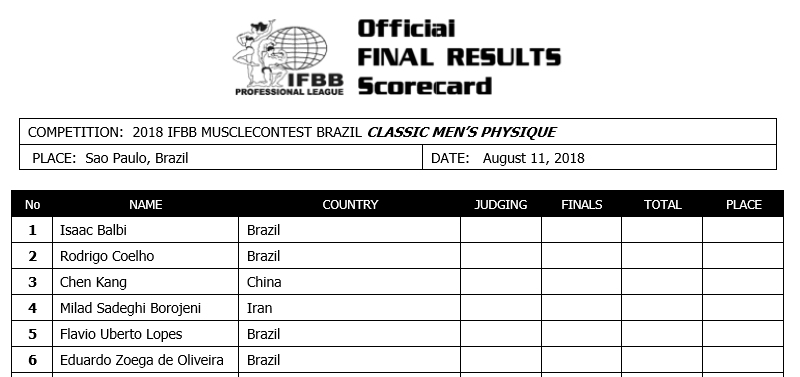 Official
FINAL RESULTS
Scorecard
IFBB
PROFESSIONAL LEAGUE
COMPETITION: 2018 IFBB MUSCLECONTEST BRAZIL CLASSIC MEN'S PHYSIQUE
PLACE: Sao Paulo, Brazil DATE: August 11, 2018
No NAME COUNTRY JUDGING FINALS TOTAL PLACE
1 Isaac Balbi Brazil
2 Rodrigo Coelho Brazil
3 Chen Kang China
4 Milad Sadeghi Borojeni Iran
5 Flavio Uberto Lopes Brazil
6 Eduardo Zoega de Oliveira Brazil